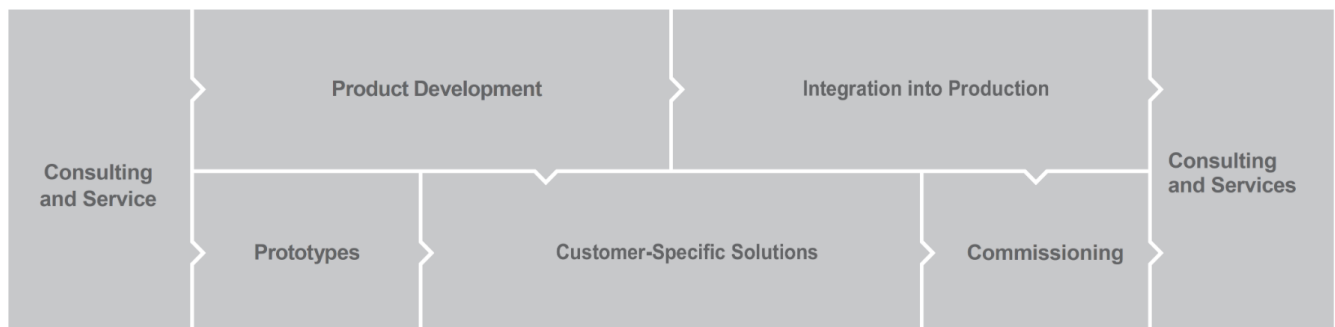 Consulting
and Service
Product Development
Integration into Production
Prototypes
Customer-Specific Solutions
Commissioning
Consulting
and Services